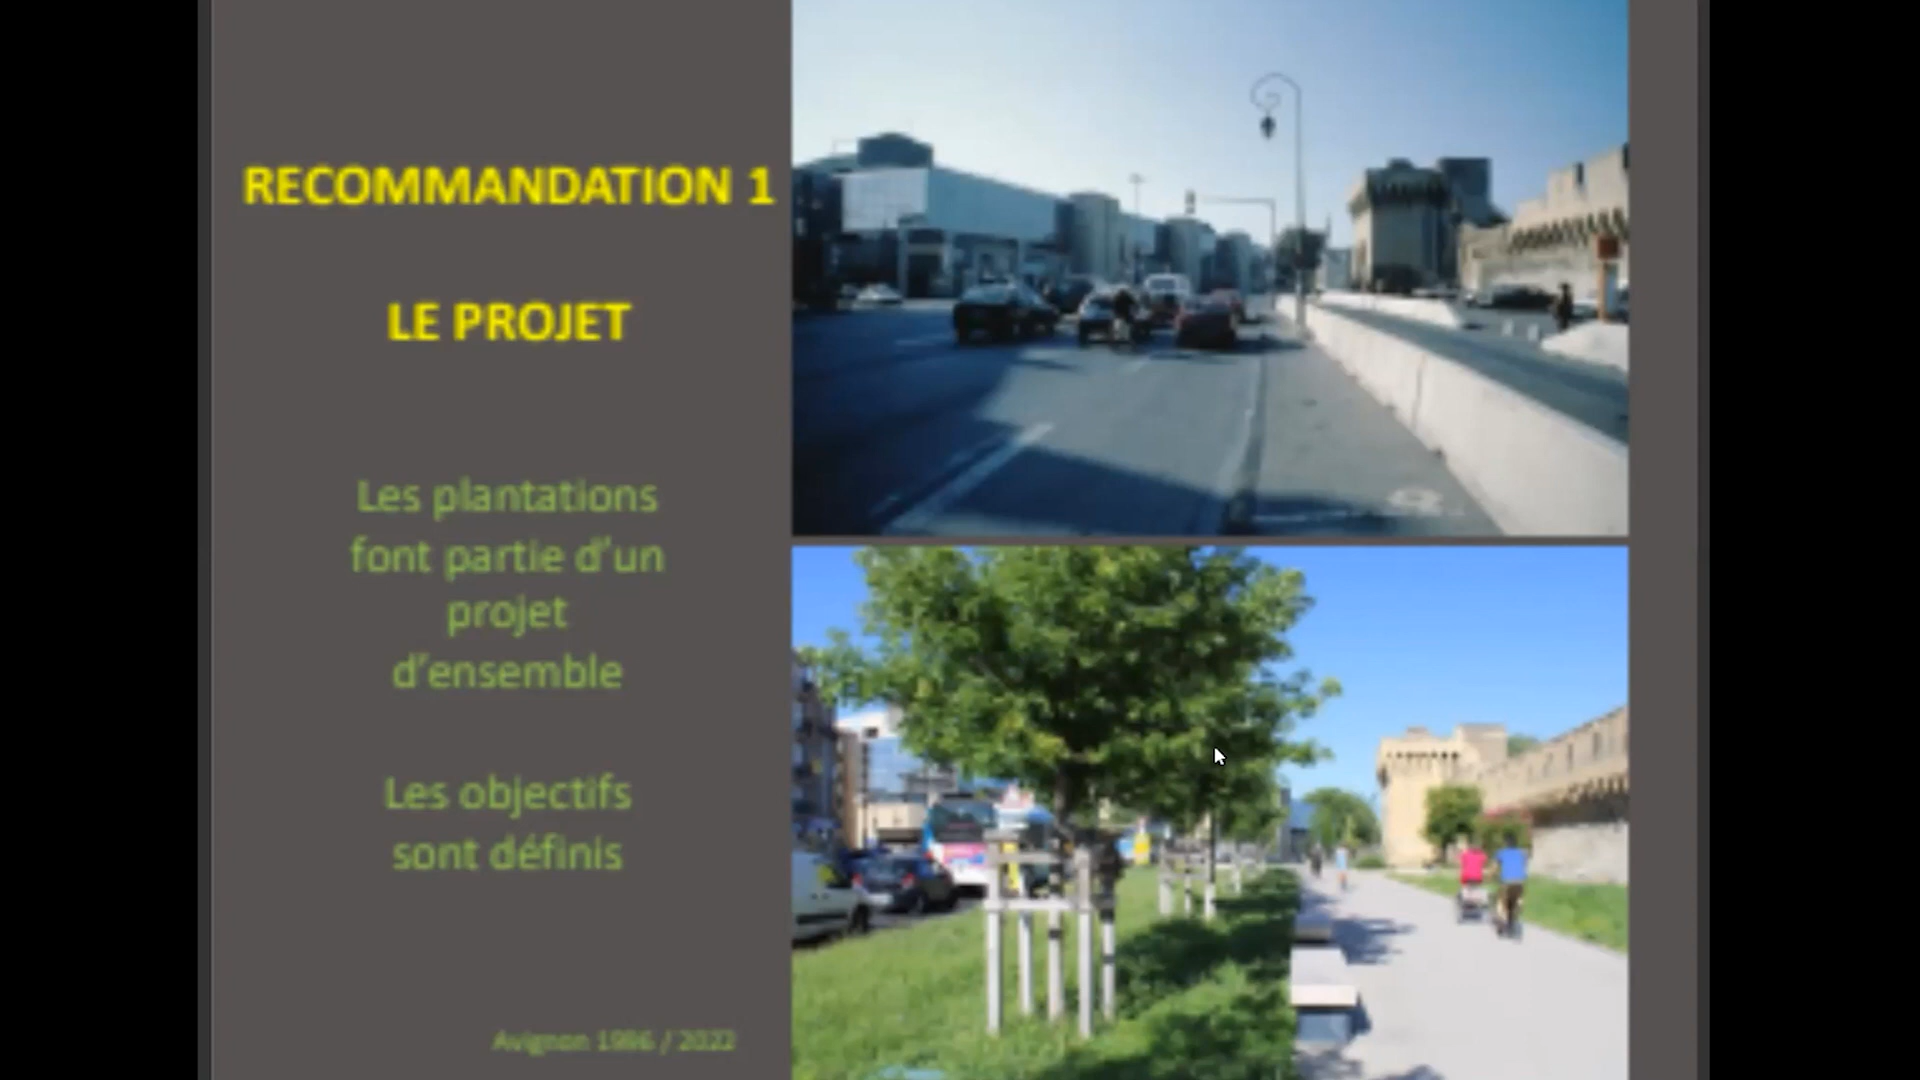 RECOMMANDATION 1
LE PROJET
Les plantations
font partie d'un
projet
d'ensemble
Les objectifs
sont définis
Avignon 1986 / 2022